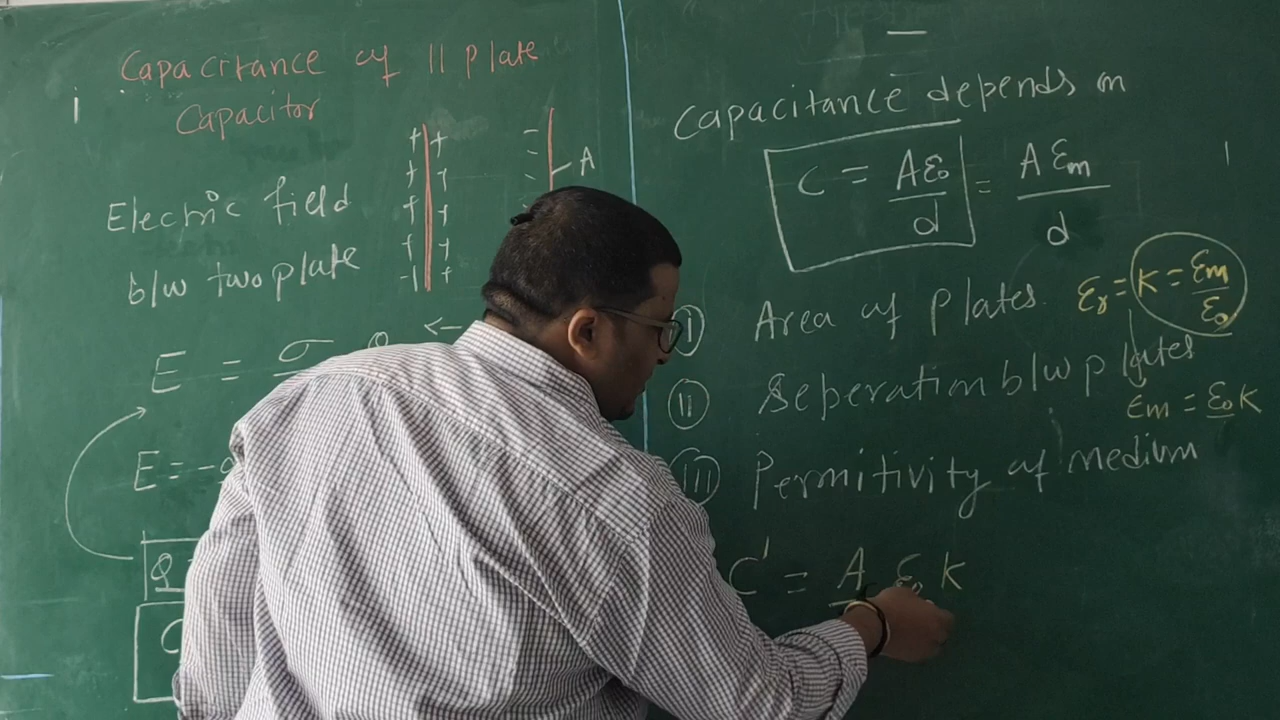 Capacitance of || plate
Capacitor
+ +
+ +
+ +
+ +
-| +
-
-
-
A
Electric field
b/w two plate
E = σ
E = -
Q
C
Capacitance depends on
C = Aε₀/d = Aεm/d
(i) Area of plates
εr = K = εm/ε₀
(ii) Seperation b/w plates
εm = ε₀K
(iii) Permitivity of medium
C' = A ε₀ K